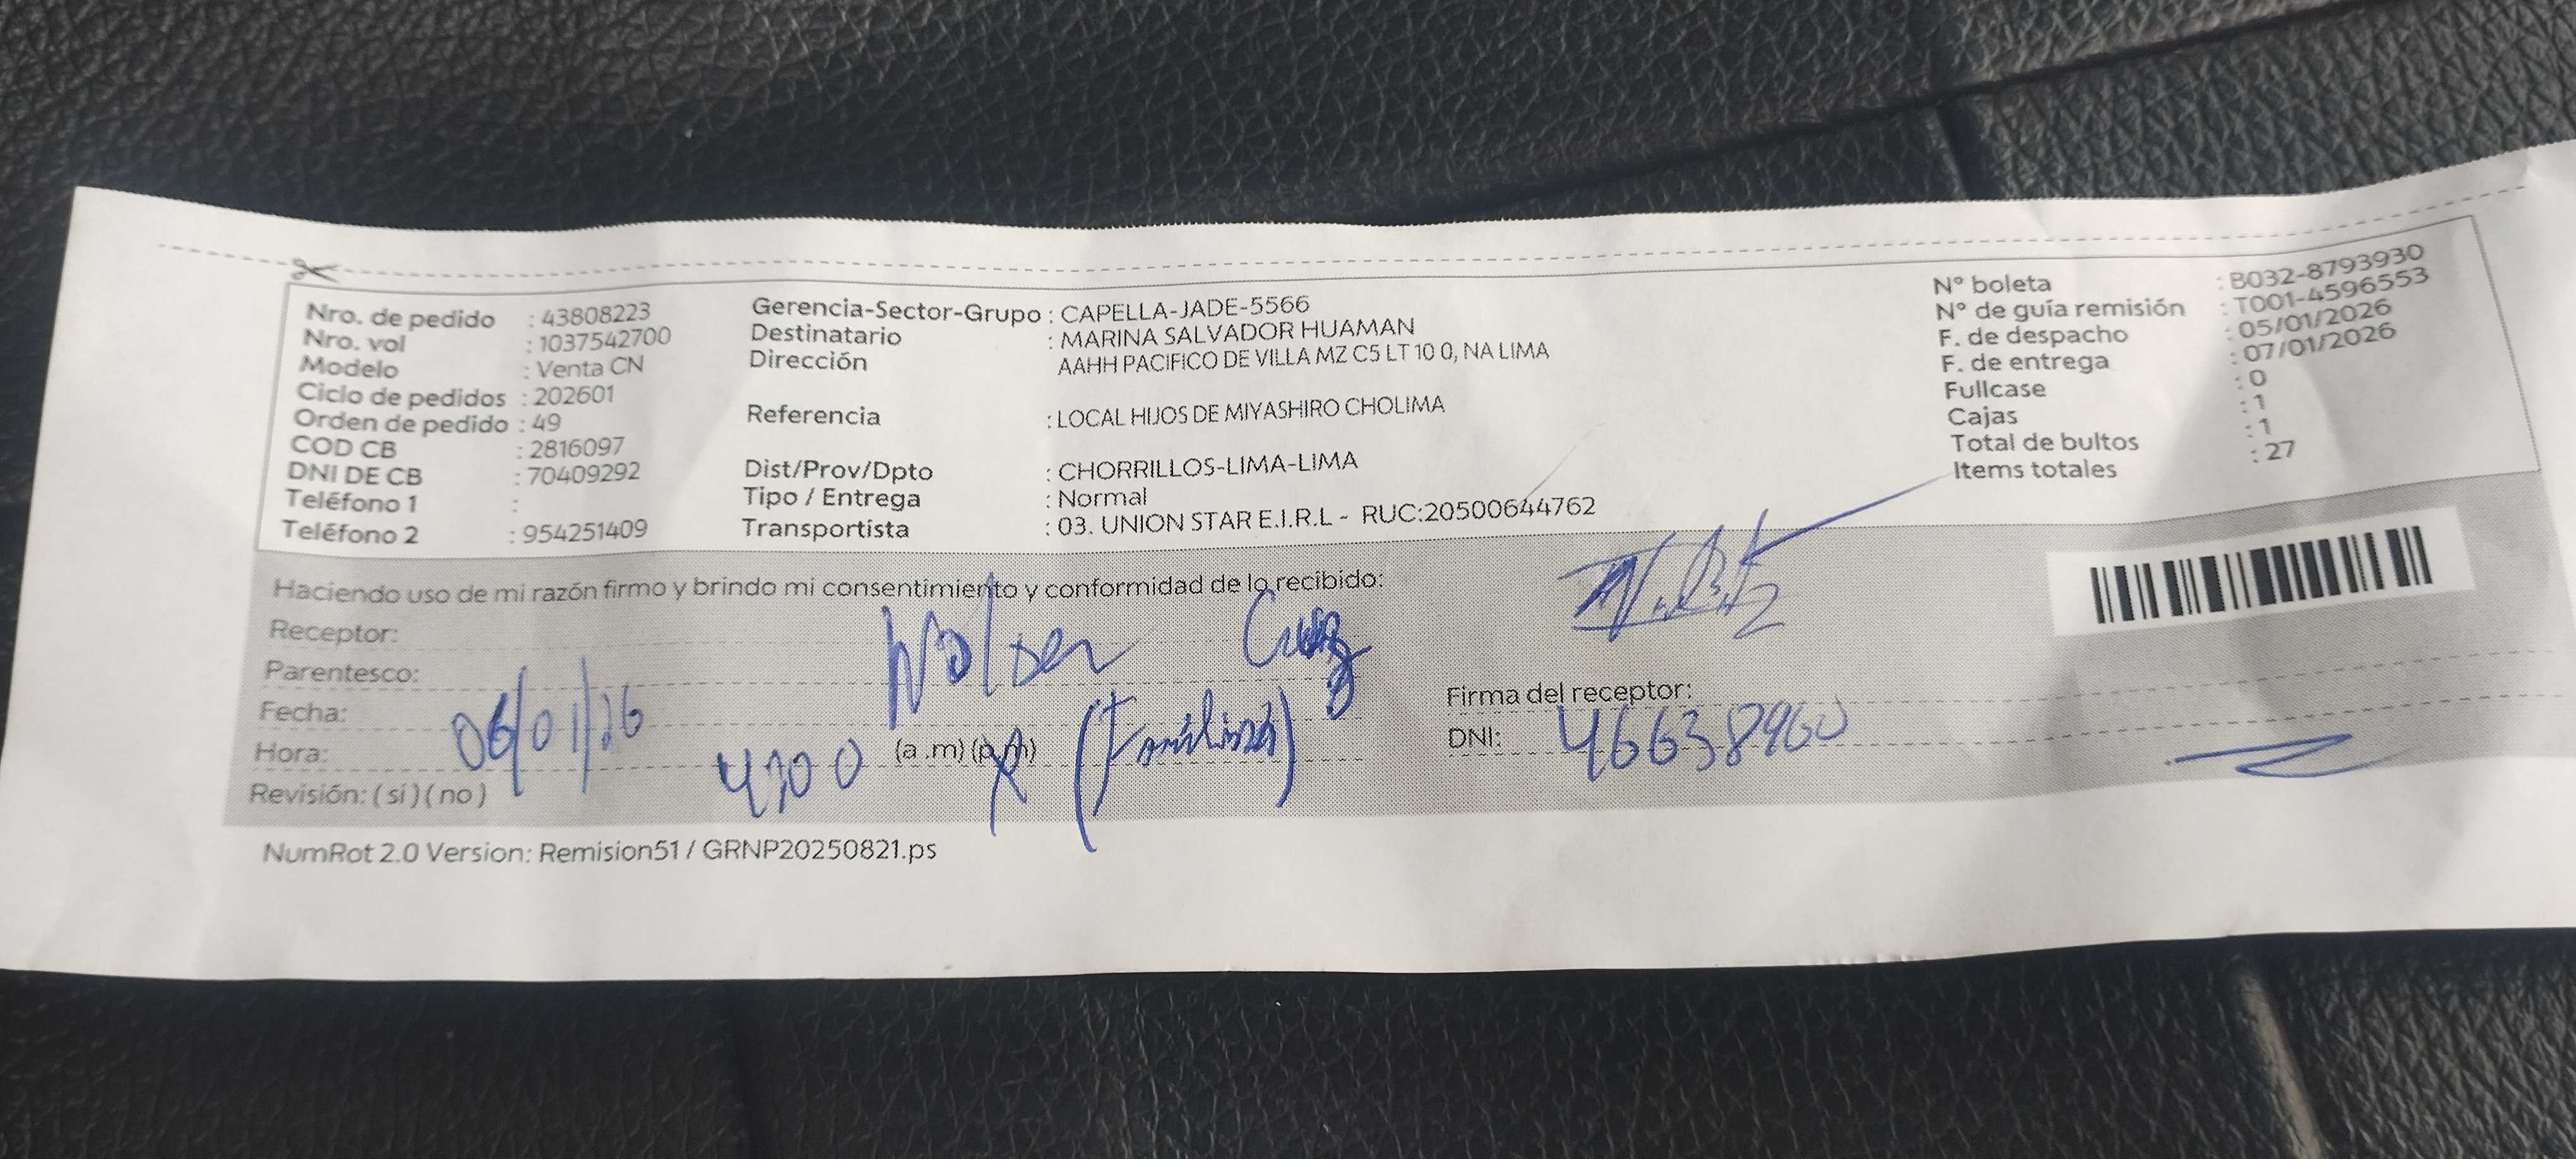 Nro. de pedido : 43808223
Nro. vol : 1037542700
Modelo : Venta CN
Ciclo de pedidos : 202601
Orden de pedido : 49
COD CB : 2816097
DNI DE CB : 70409292
Teléfono 1 :
Teléfono 2 : 954251409
Gerencia-Sector-Grupo : CAPELLA-JADE-5566
Destinatario : MARINA SALVADOR HUAMAN
Dirección AAHH PACIFICO DE VILLA MZ C5 LT 10 0, NA LIMA
Referencia : LOCAL HIJOS DE MIYASHIRO CHOLIMA
Dist/Prov/Dpto : CHORRILLOS-LIMA-LIMA
Tipo / Entrega : Normal
Transportista : 03. UNION STAR E.I.R.L - RUC:20500644762
N° boleta : B032-8793930
N° de guía remisión : T001-4596553
F. de despacho : 05/01/2026
F. de entrega : 07/01/2026
Fullcase : 0
Cajas : 1
Total de bultos : 1
Items totales : 27
Haciendo uso de mi razón firmo y brindo mi consentimiento y conformidad de lo recibido:
Receptor: Cruz
Parentesco:
Fecha: 06/01/26
Hora: (a .m) (p.m)
Revisión: ( si ) ( no )
Firma del receptor:
DNI: 46638960
NumRot 2.0 Version: Remision51 / GRNP20250821.ps